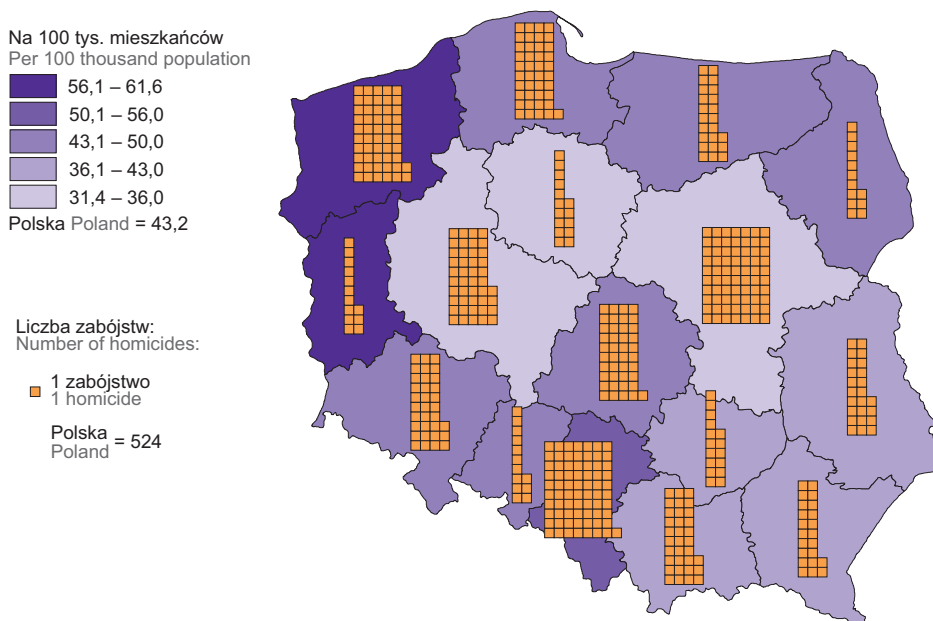 Na 100 tys. mieszkańców
Per 100 thousand population
56,1 – 61,6
50,1 – 56,0
43,1 – 50,0
36,1 – 43,0
31,4 – 36,0
Polska Poland = 43,2
Liczba zabójstw:
Number of homicides:
1 zabójstwo
1 homicide
Polska
Poland = 524